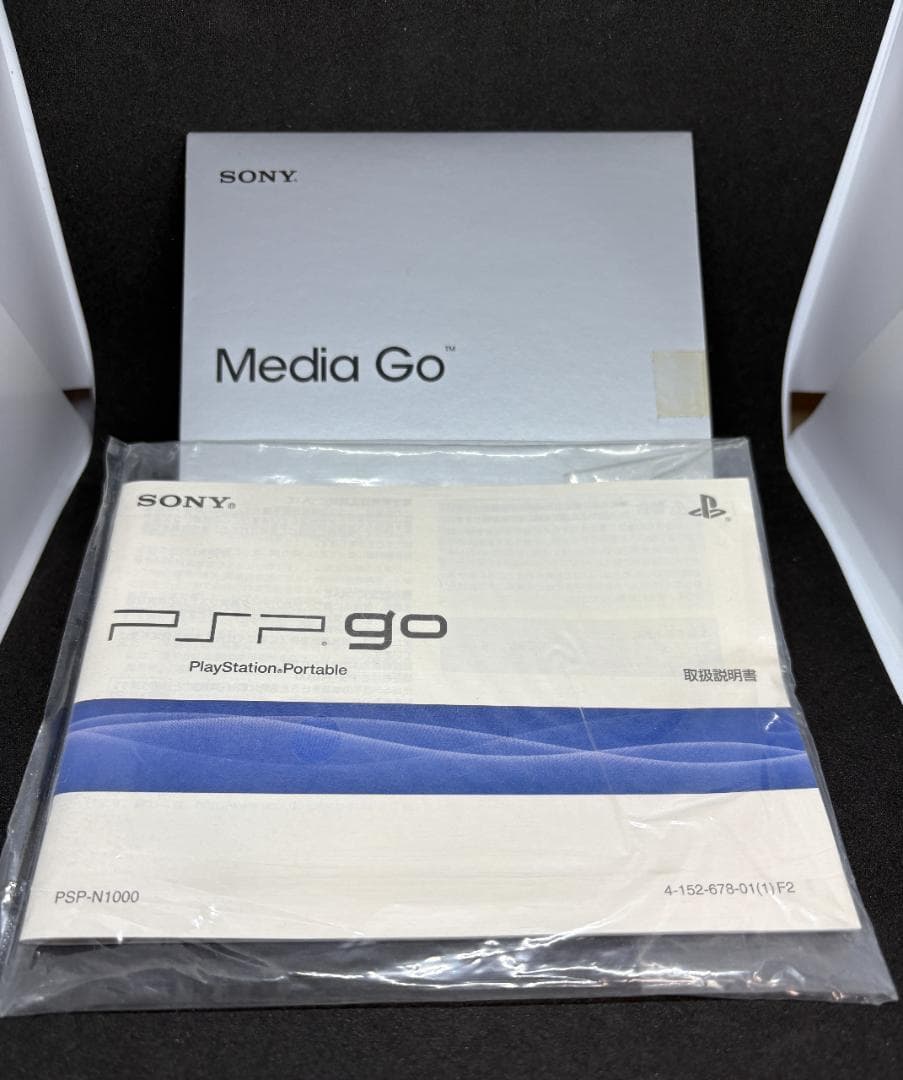 SONY
Media Go™
SONY®
PSP® go
PlayStation®Portable
取扱説明書
PSP-N1000
4-152-678-01(1)F2